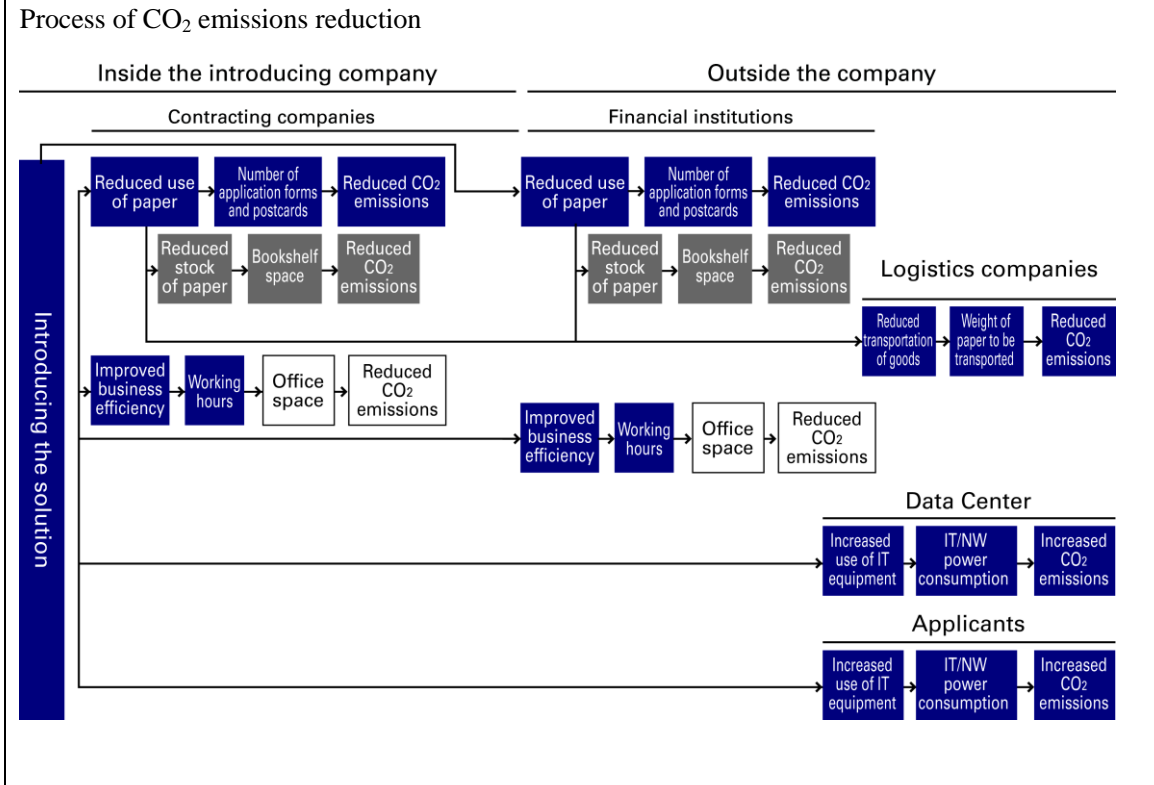 Process of CO₂ emissions reduction
Inside the introducing company
Outside the company
Contracting companies
Financial institutions
Introducing the solution
Reduced use
of paper
Number of
application forms
and postcards
Reduced CO₂
emissions
Reduced use
of paper
Number of
application forms
and postcards
Reduced CO₂
emissions
Reduced
stock
of paper
Bookshelf
space
Reduced
CO₂
emissions
Reduced
stock
of paper
Bookshelf
space
Reduced
CO₂
emissions
Logistics companies
Reduced
transportation
of goods
Weight of
paper to be
transported
Reduced
CO₂
emissions
Improved
business
efficiency
Working
hours
Office
space
Reduced
CO₂
emissions
Improved
business
efficiency
Working
hours
Office
space
Reduced
CO₂
emissions
Data Center
Increased
use of IT
equipment
IT/NW
power
consumption
Increased
CO₂
emissions
Applicants
Increased
use of IT
equipment
IT/NW
power
consumption
Increased
CO₂
emissions